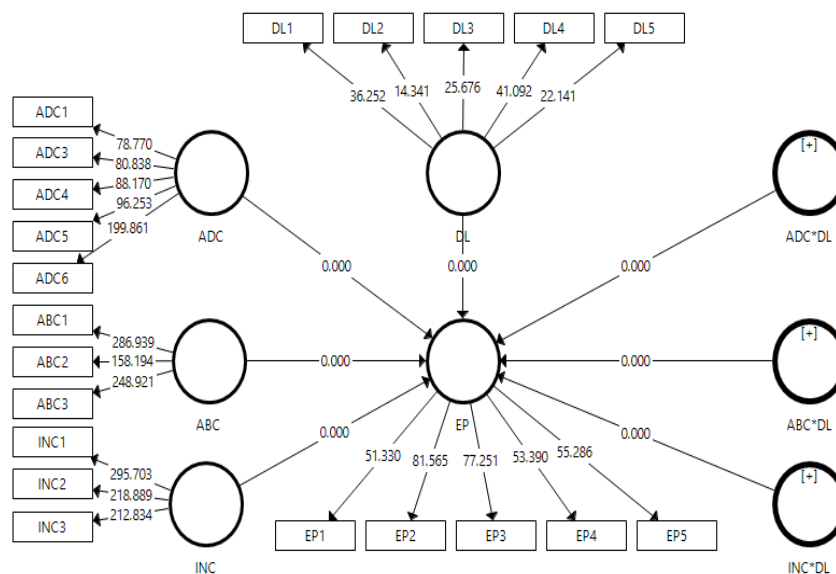 DL1 DL2 DL3 DL4 DL5
36.252 14.341 25.676 41.092 22.141
ADC1
ADC3
ADC4
ADC5
ADC6
78.770
80.838
88.170
96.253
199.861
ADC
DL
[+]
ADC*DL
0.000 0.000 0.000
ABC1
ABC2
ABC3
286.939
158.194
248.921
ABC
0.000
EP
0.000
[+]
ABC*DL
INC1
INC2
INC3
295.703
218.889
212.834
INC
0.000
0.000
[+]
INC*DL
51.330 81.565 77.251 53.390 55.286
EP1 EP2 EP3 EP4 EP5